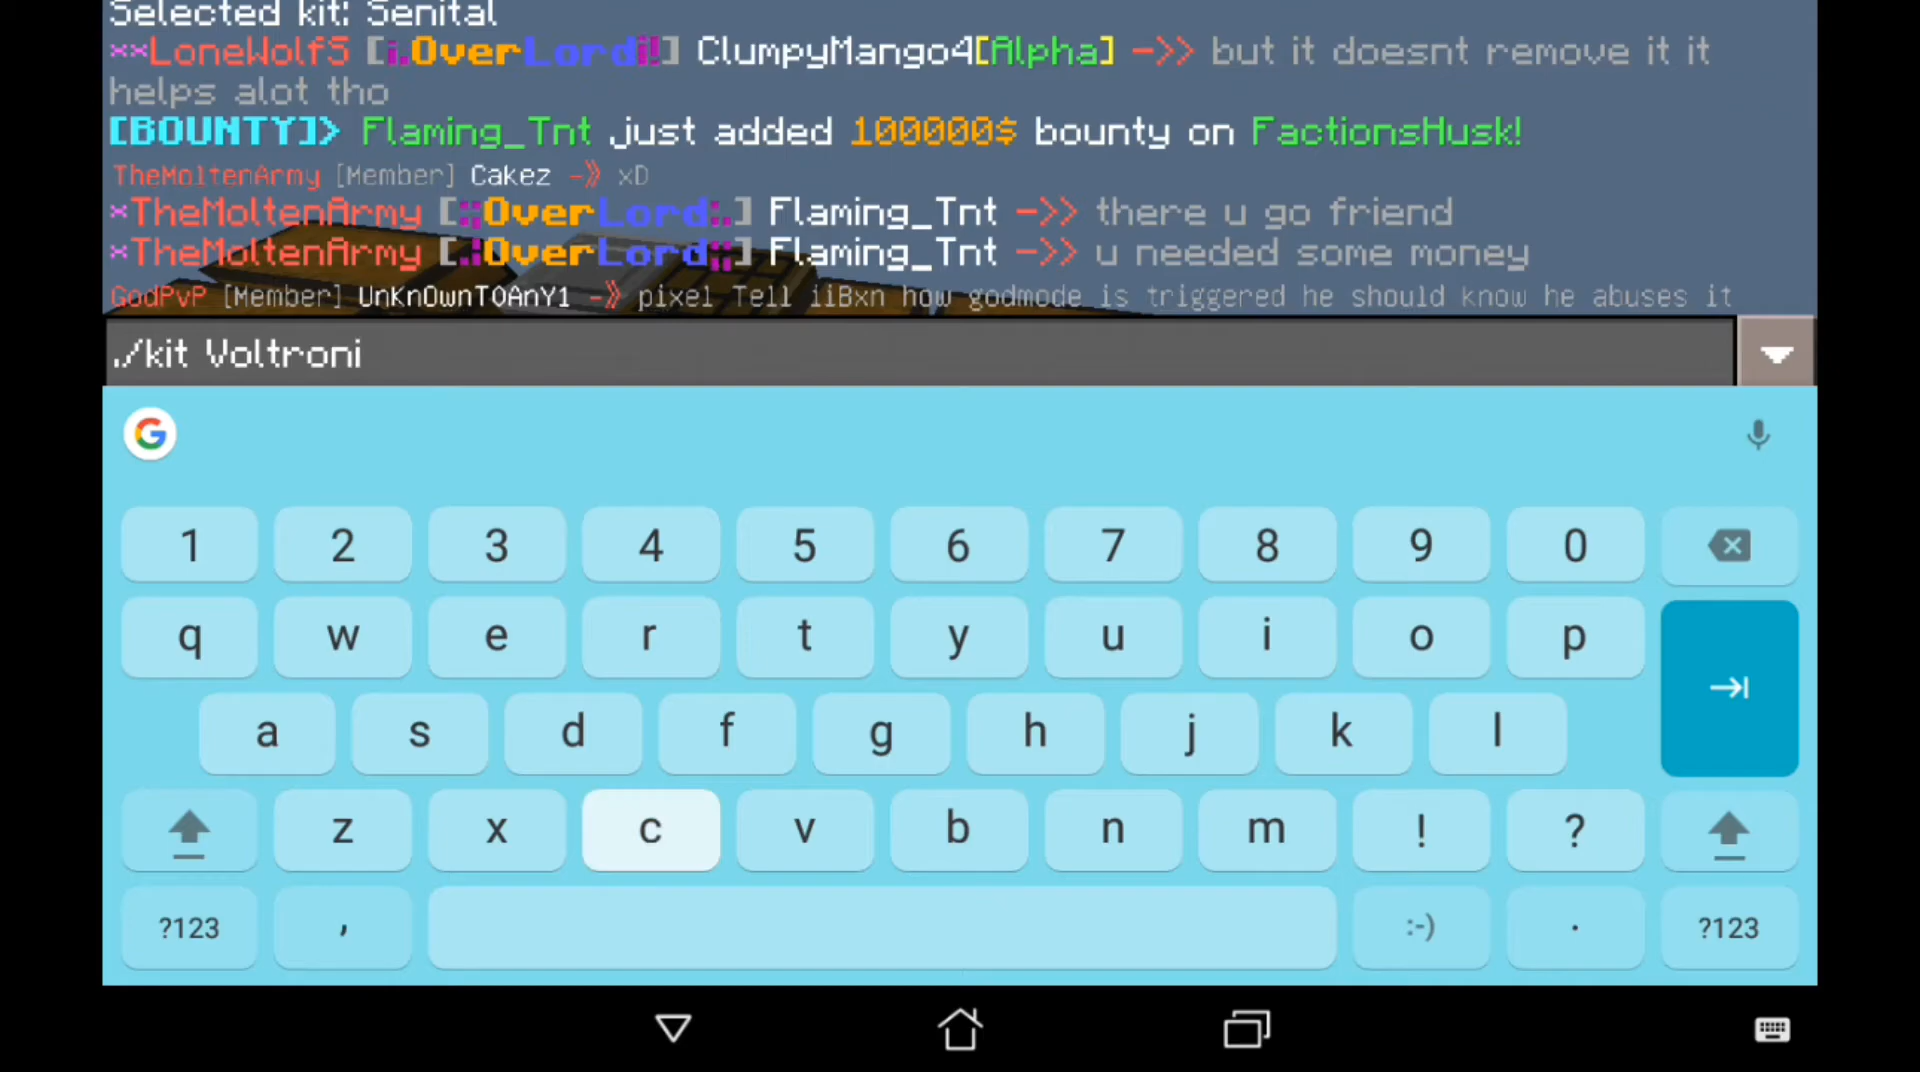 Selected kit: Senital
**LoneWolf5 [¡.OverLord¡!] ClumpyMango4[Alpha] ->> but it doesnt remove it it
helps alot tho
[BOUNTY]> Flaming_Tnt just added 100000$ bounty on FactionsHusk!
TheMoltenArmy [Member] Cakez -》 xD
*TheMoltenArmy [;¡OverLord:.] Flaming_Tnt ->> there u go friend
*TheMoltenArmy [.!OverLord¡;] Flaming_Tnt ->> u needed some money
GodPvP [Member] UnKnOwnT0AnY1 -》 pixel Tell iiBxn how godmode is triggered he should know he abuses it
./kit Voltroni
G
1 2 3 4 5 6 7 8 9 0
q w e r t y u i o p
a s d f g h j k l
z x c v b n m ! ?
?123 , :-) . ?123